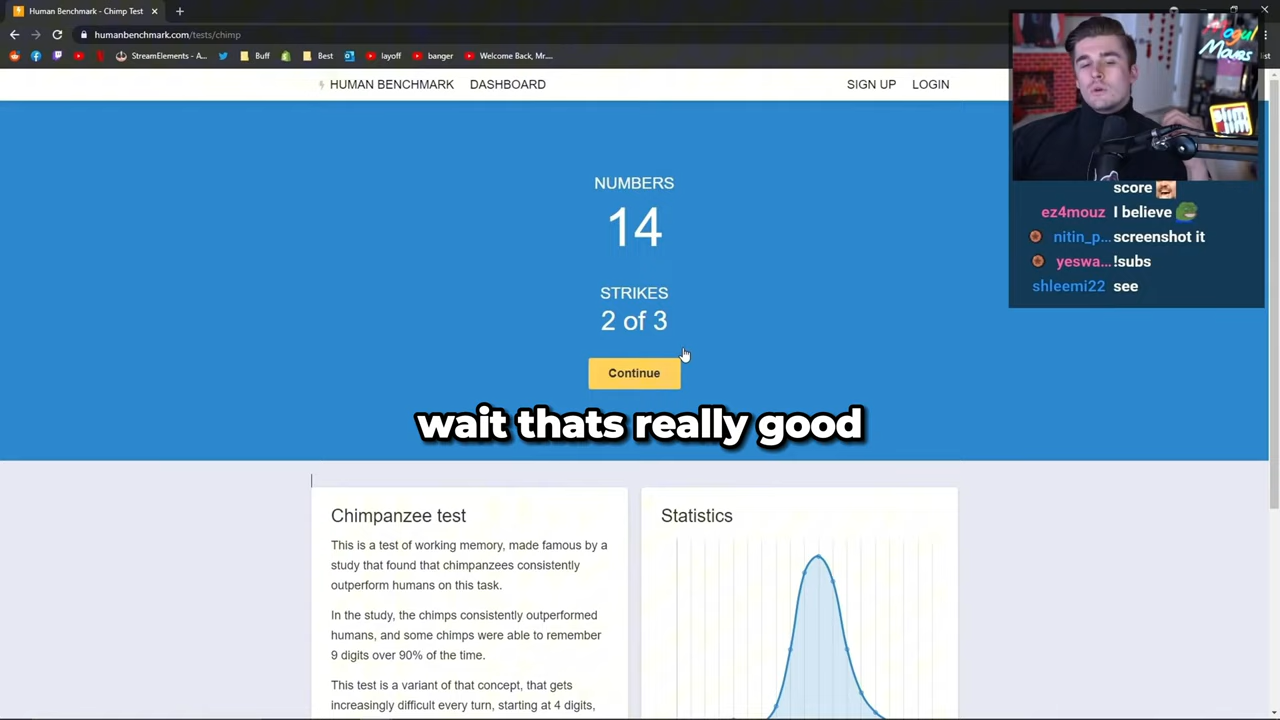 Human Benchmark - Chimp Test
humanbenchmark.com/tests/chimp
StreamElements - A...
Buff
Best
layoff
banger
Welcome Back, Mr....
list
HUMAN BENCHMARK
DASHBOARD
SIGN UP
LOGIN
Mogul
Moves
score
ez4mouz I believe
nitin_p... screenshot it
yeswa... !subs
shleemi22 see
NUMBERS
14
STRIKES
2 of 3
Continue
wait thats really good
Chimpanzee test
This is a test of working memory, made famous by a
study that found that chimpanzees consistently
outperform humans on this task.
In the study, the chimps consistently outperformed
humans, and some chimps were able to remember
9 digits over 90% of the time.
This test is a variant of that concept, that gets
increasingly difficult every turn, starting at 4 digits,
Statistics